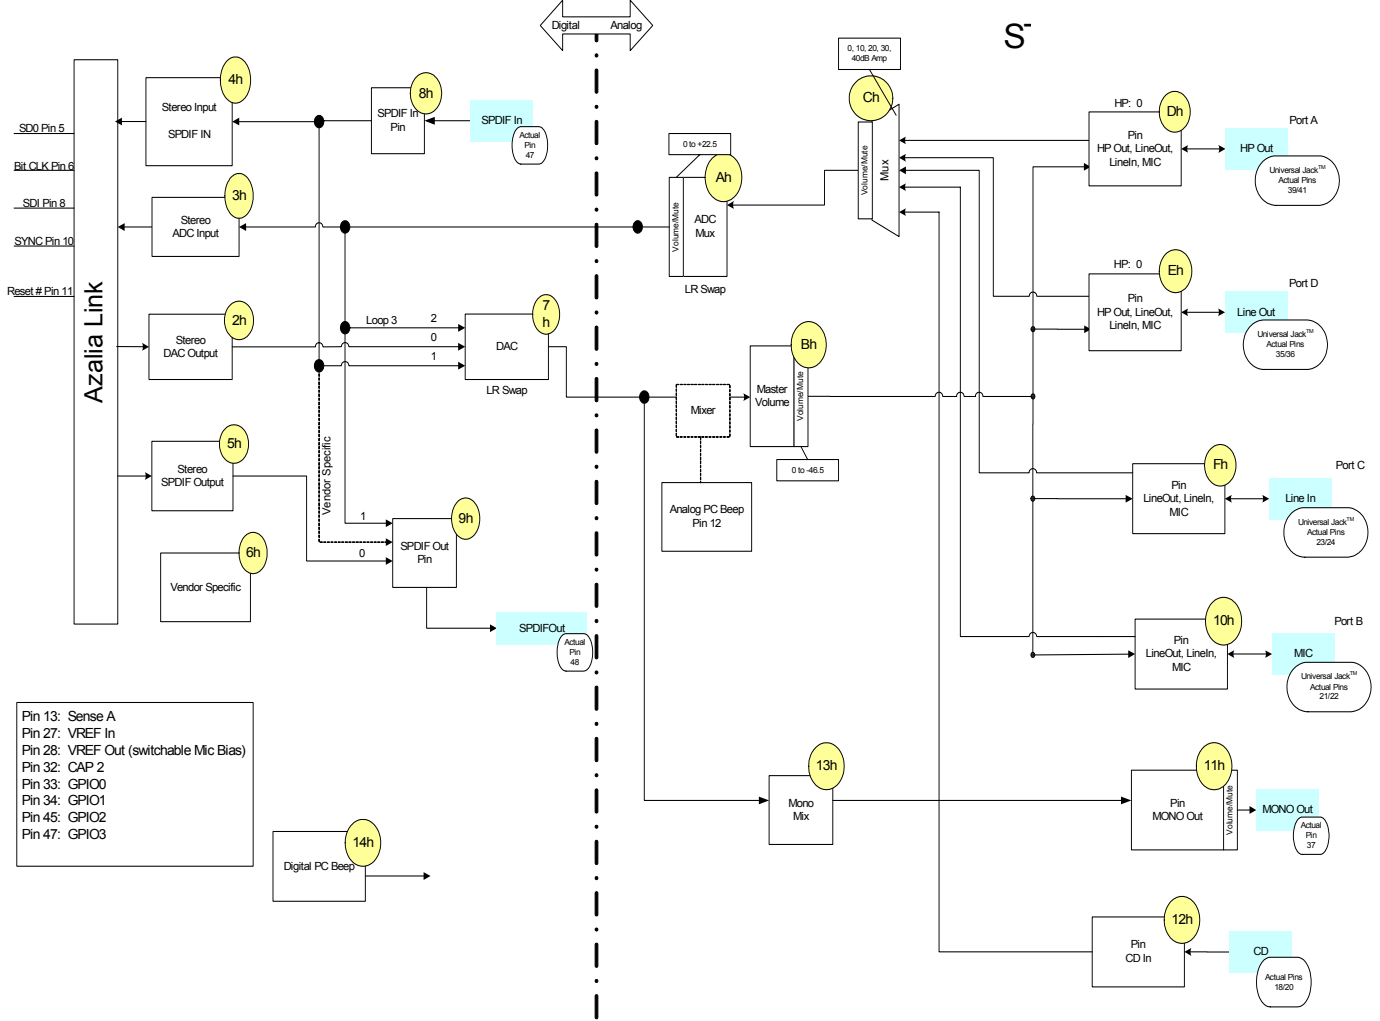 Digital
Analog
S
0, 10, 20, 30,
40dB Amp
4h
Stereo Input
SPDIF IN
8h
SPDIF In
Pin
SPDIF In
Actual
Pin
47
SD0 Pin 5
Bit CLK Pin 6
SDI Pin 8
SYNC Pin 10
Reset # Pin 11
Azalia Link
3h
Stereo
ADC Input
0 to +22.5
Ah
Volume/Mute
ADC
Mux
LR Swap
Ch
Volume/Mute
Mux
HP: 0
Dh
Pin
HP Out, LineOut,
LineIn, MIC
Port A
HP Out
Universal Jack™
Actual Pins
39/41
HP: 0
Eh
Pin
HP Out, LineOut,
LineIn, MIC
Port D
Line Out
Universal Jack™
Actual Pins
35/36
2h
Stereo
DAC Output
Loop 3
2
0
1
7
h
DAC
LR Swap
Mixer
Bh
Master
Volume
Volume/Mute
0 to -46.5
Analog PC Beep
Pin 12
5h
Stereo
SPDIF Output
Vendor Specific
1
0
9h
SPDIF Out
Pin
6h
Vendor Specific
SPDIFOut
Actual
Pin
48
Fh
Pin
LineOut, LineIn,
MIC
Port C
Line In
Universal Jack™
Actual Pins
23/24
10h
Pin
LineOut, LineIn,
MIC
Port B
MIC
Universal Jack™
Actual Pins
21/22
Pin 13: Sense A
Pin 27: VREF In
Pin 28: VREF Out (switchable Mic Bias)
Pin 32: CAP 2
Pin 33: GPIO0
Pin 34: GPIO1
Pin 45: GPIO2
Pin 47: GPIO3
13h
Mono
Mix
11h
Pin
MONO Out
Volume/Mute
MONO Out
Actual
Pin
37
14h
Digital PC Beep
12h
Pin
CD In
CD
Actual Pins
18/20